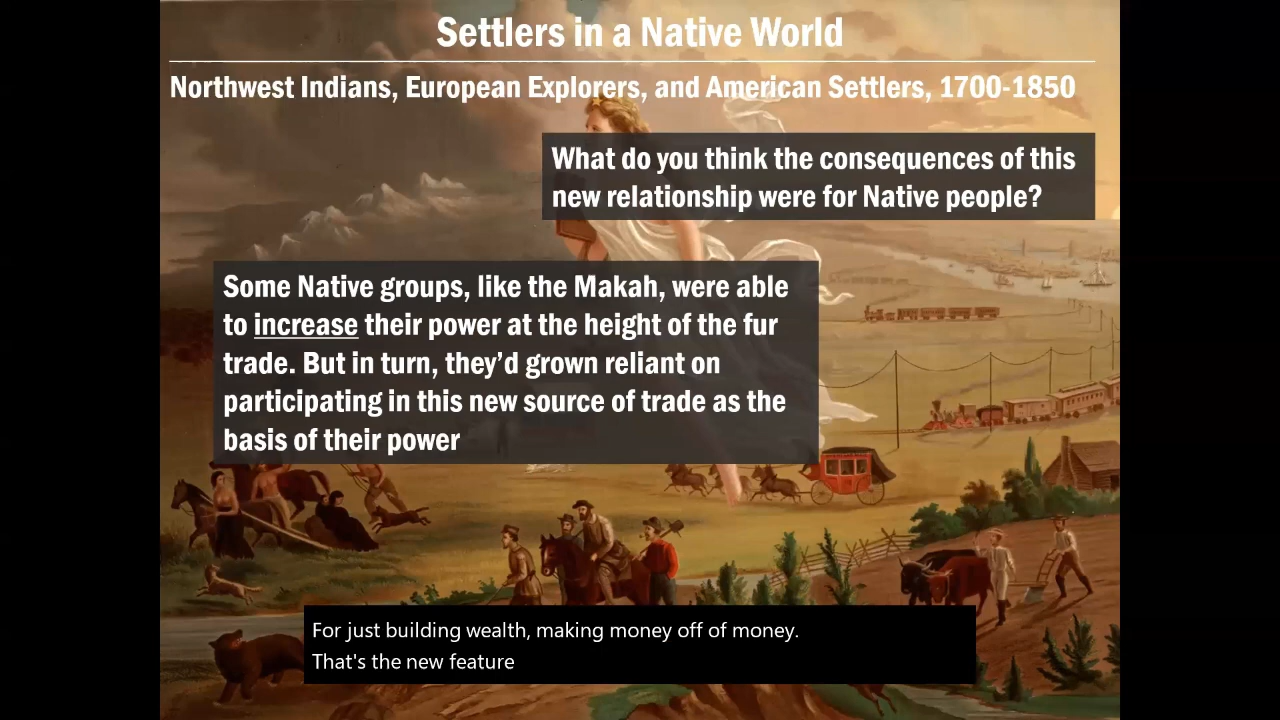 Settlers in a Native World
Northwest Indians, European Explorers, and American Settlers, 1700-1850
What do you think the consequences of this
new relationship were for Native people?
Some Native groups, like the Makah, were able
to increase their power at the height of the fur
trade. But in turn, they’d grown reliant on
participating in this new source of trade as the
basis of their power
For just building wealth, making money off of money.
That's the new feature